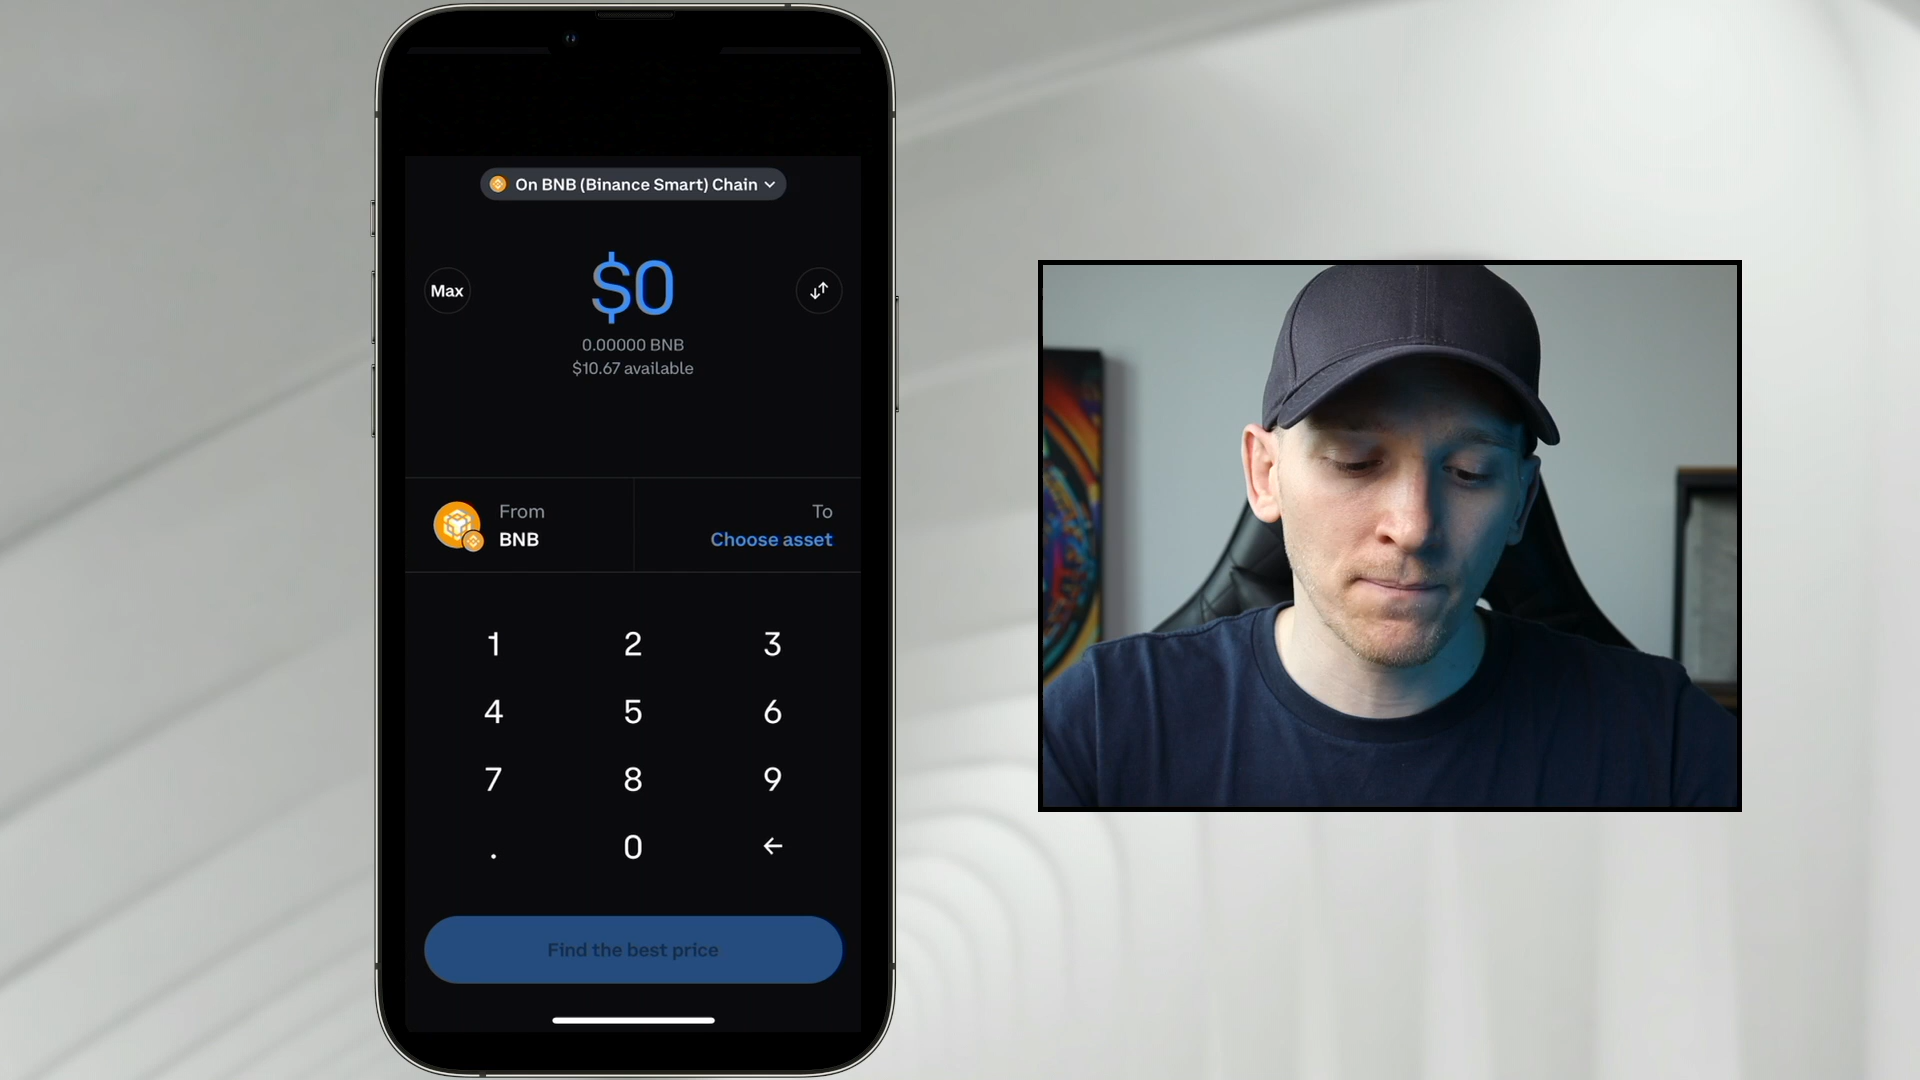 On BNB (Binance Smart) Chain
Max
$0
0.00000 BNB
$10.67 available
From
BNB
To
Choose asset
1 2 3
4 5 6
7 8 9
. 0 ←
Find the best price